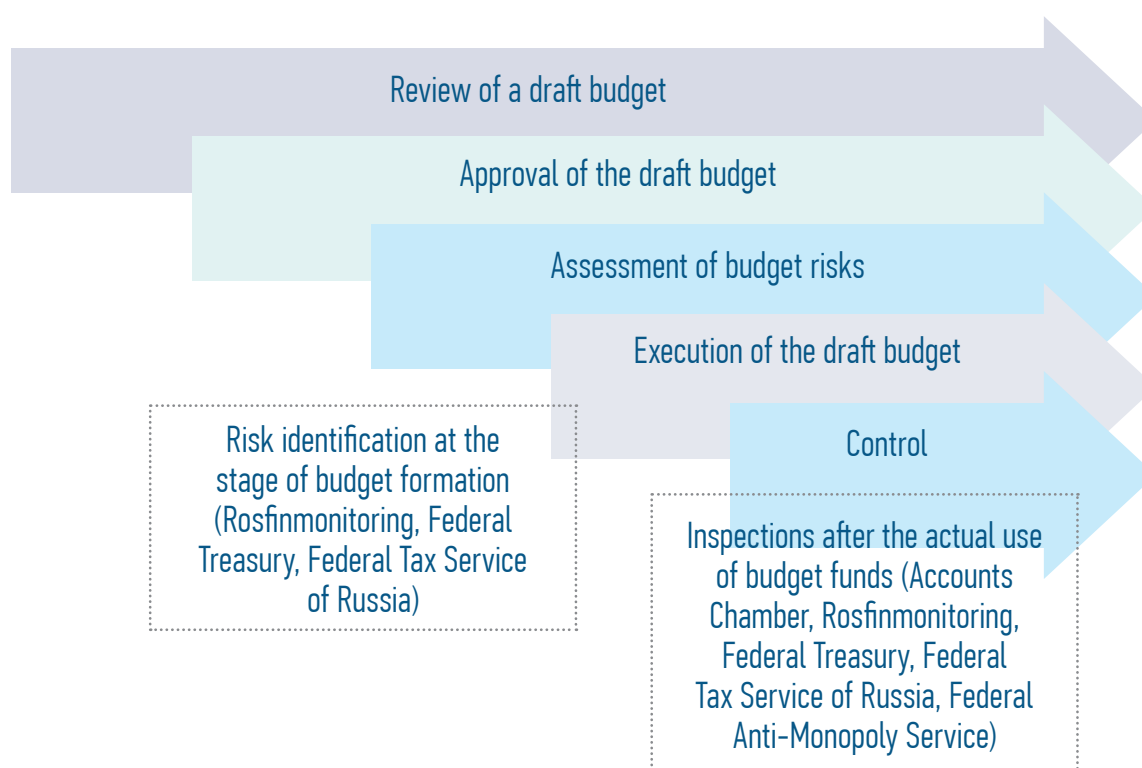 Review of a draft budget
Approval of the draft budget
Assessment of budget risks
Execution of the draft budget
Control
Risk identification at the
stage of budget formation
(Rosfinmonitoring, Federal
Treasury, Federal Tax Service
of Russia)
Inspections after the actual use
of budget funds (Accounts
Chamber, Rosfinmonitoring,
Federal Treasury, Federal
Tax Service of Russia, Federal
Anti-Monopoly Service)